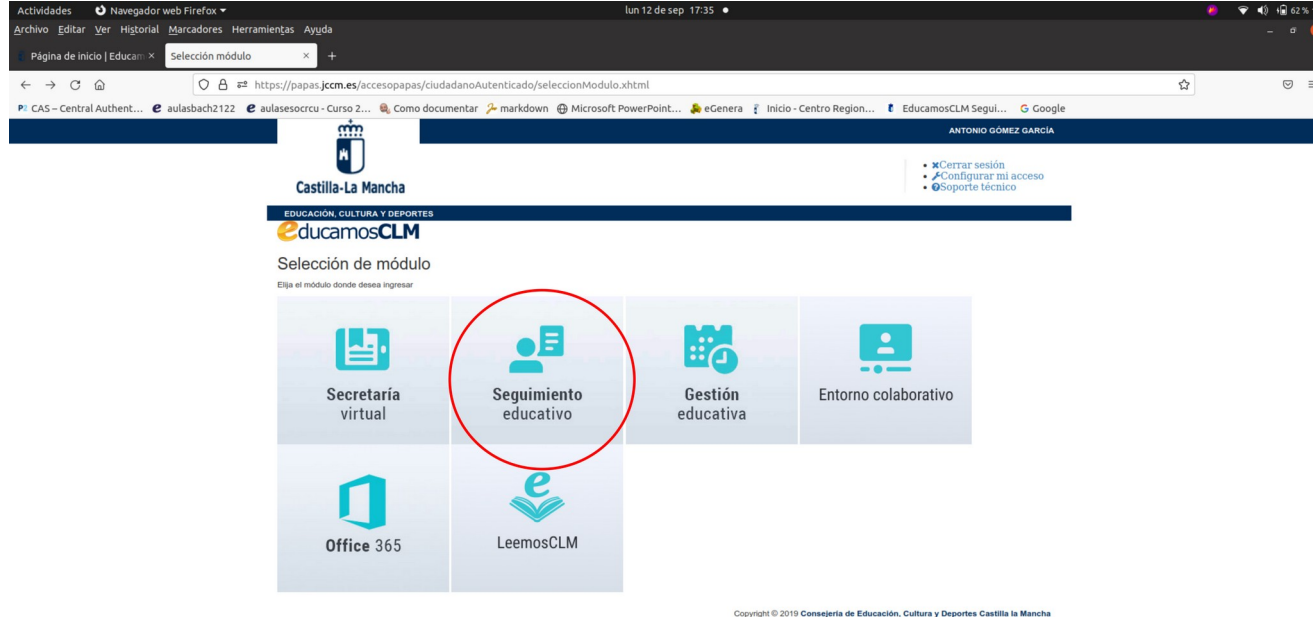 Actividades Navegador web Firefox lun 12 de sep 17:35 62 %
Archivo Editar Ver Historial Marcadores Herramientas Ayuda
Página de inicio | Educam × Selección módulo × +
https://papas.jccm.es/accesopapas/ciudadanoAutenticado/seleccionModulo.xhtml
CAS – Central Authent... aulasbach2122 aulasesocrcu - Curso 2... Como documentar markdown Microsoft PowerPoint... eGenera Inicio - Centro Region... EducamosCLM Segui... Google
ANTONIO GÓMEZ GARCÍA
Castilla-La Mancha
Cerrar sesión
Configurar mi acceso
Soporte técnico
EDUCACIÓN, CULTURA Y DEPORTES
educamosCLM
Selección de módulo
Elija el módulo donde desea ingresar
Secretaría
virtual
Seguimiento
educativo
Gestión
educativa
Entorno colaborativo
Office 365
LeemosCLM
Copyright © 2019 Consejería de Educación, Cultura y Deportes Castilla la Mancha